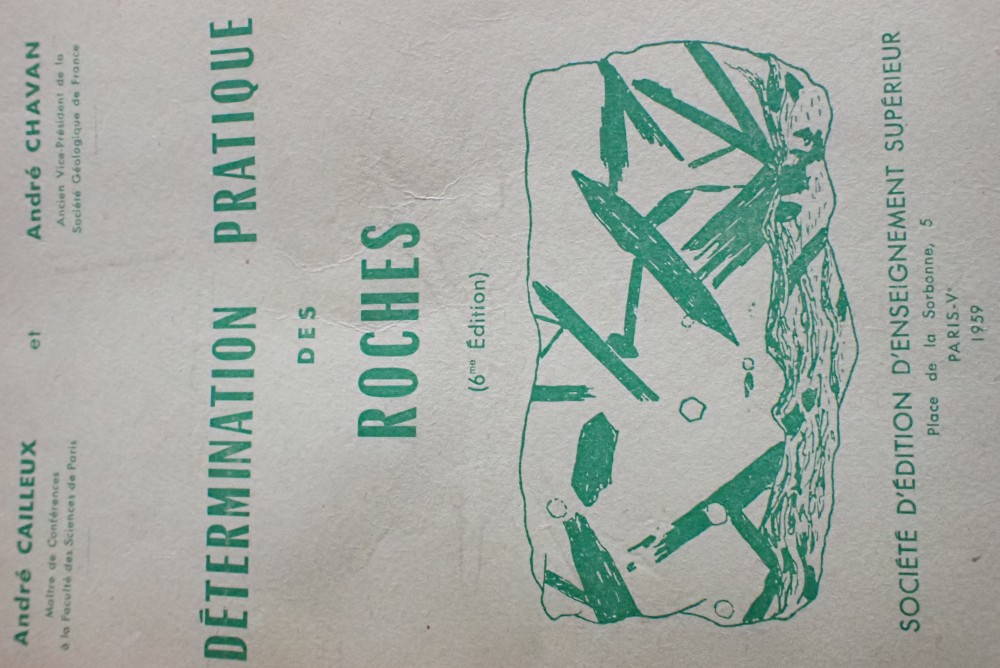 André CAILLEUX et André CHAVAN
Maître de Conférences Ancien Vice-Président de la
à la Faculté des Sciences de Paris Société Géologique de France
DÉTERMINATION PRATIQUE
DES
ROCHES
(6me Édition)
SOCIÉTÉ D'ÉDITION D'ENSEIGNEMENT SUPÉRIEUR
Place de la Sorbonne, 5
PARIS-Ve
1959